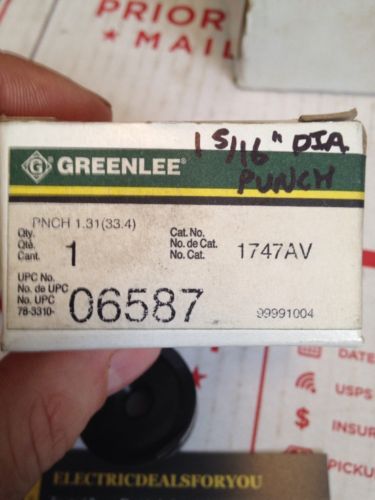 PRIOR
★ MAIL
GREENLEE®
1 5/16" DIA
PUNCH
PNCH 1.31(33.4)
Qty.
Qté.
Cant.
1
Cat. No.
No. de Cat.
No. Cat.
1747AV
UPC No.
No. de UPC
No. UPC
78-3310-
06587
99991004
DATE
USPS
$ INSUR
PICKUP
ELECTRICDEALSFORYOU